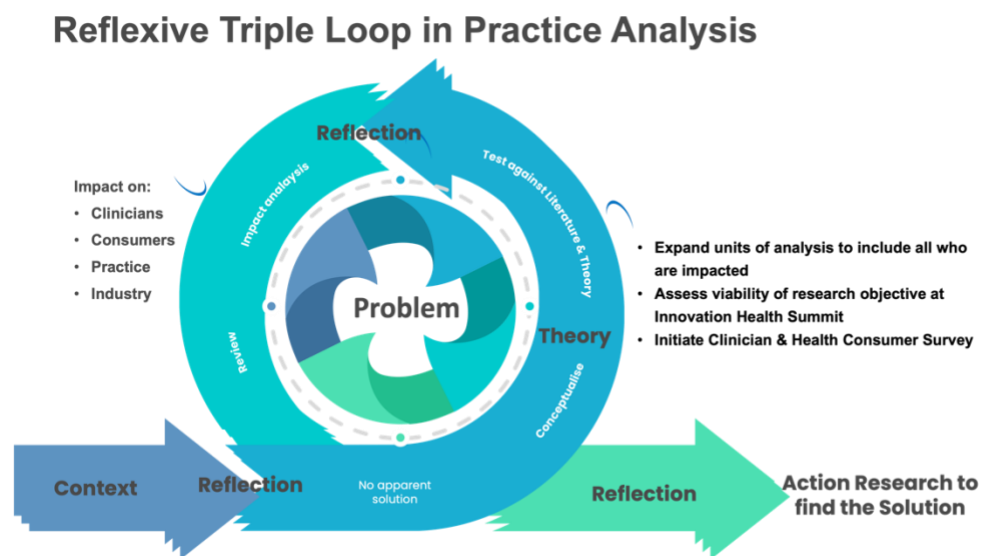 Reflexive Triple Loop in Practice Analysis
Reflection
Impact analaysis
Test against Literature & Theory
Impact on:
• Clinicians
• Consumers
• Practice
• Industry
• Expand units of analysis to include all who
are impacted
• Assess viability of research objective at
Innovation Health Summit
• Initiate Clinician & Health Consumer Survey
Problem
Theory
Review
Conceptualise
Context
Reflection
No apparent
solution
Reflection
Action Research to
find the Solution